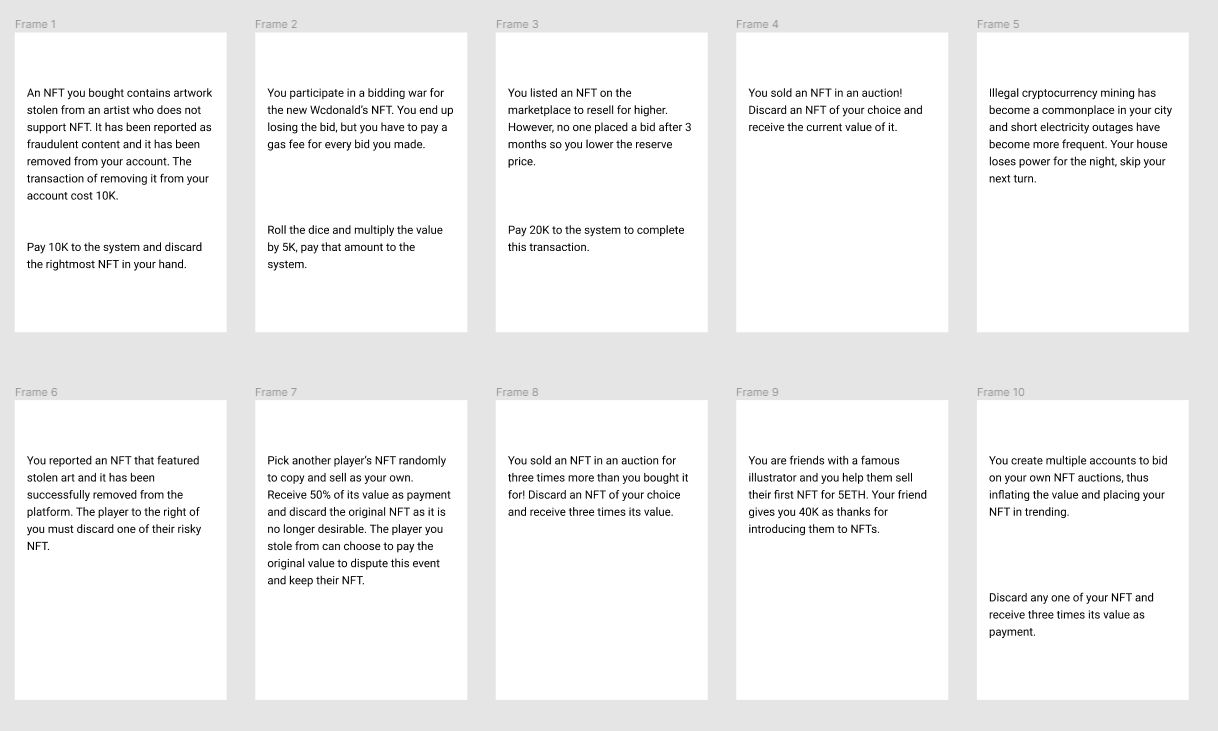 Frame 1
An NFT you bought contains artwork
stolen from an artist who does not
support NFT. It has been reported as
fraudulent content and it has been
removed from your account. The
transaction of removing it from your
account cost 10K.
Pay 10K to the system and discard
the rightmost NFT in your hand.
Frame 2
You participate in a bidding war for
the new Wcdonald's NFT. You end up
losing the bid, but you have to pay a
gas fee for every bid you made.
Roll the dice and multiply the value
by 5K, pay that amount to the
system.
Frame 3
You listed an NFT on the
marketplace to resell for higher.
However, no one placed a bid after 3
months so you lower the reserve
price.
Pay 20K to the system to complete
this transaction.
Frame 4
You sold an NFT in an auction!
Discard an NFT of your choice and
receive the current value of it.
Frame 5
Illegal cryptocurrency mining has
become a commonplace in your city
and short electricity outages have
become more frequent. Your house
loses power for the night, skip your
next turn.
Frame 6
You reported an NFT that featured
stolen art and it has been
successfully removed from the
platform. The player to the right of
you must discard one of their risky
NFT.
Frame 7
Pick another player's NFT randomly
to copy and sell as your own.
Receive 50% of its value as payment
and discard the original NFT as it is
no longer desirable. The player you
stole from can choose to pay the
original value to dispute this event
and keep their NFT.
Frame 8
You sold an NFT in an auction for
three times more than you bought it
for! Discard an NFT of your choice
and receive three times its value.
Frame 9
You are friends with a famous
illustrator and you help them sell
their first NFT for 5ETH. Your friend
gives you 40K as thanks for
introducing them to NFTs.
Frame 10
You create multiple accounts to bid
on your own NFT auctions, thus
inflating the value and placing your
NFT in trending.
Discard any one of your NFT and
receive three times its value as
payment.